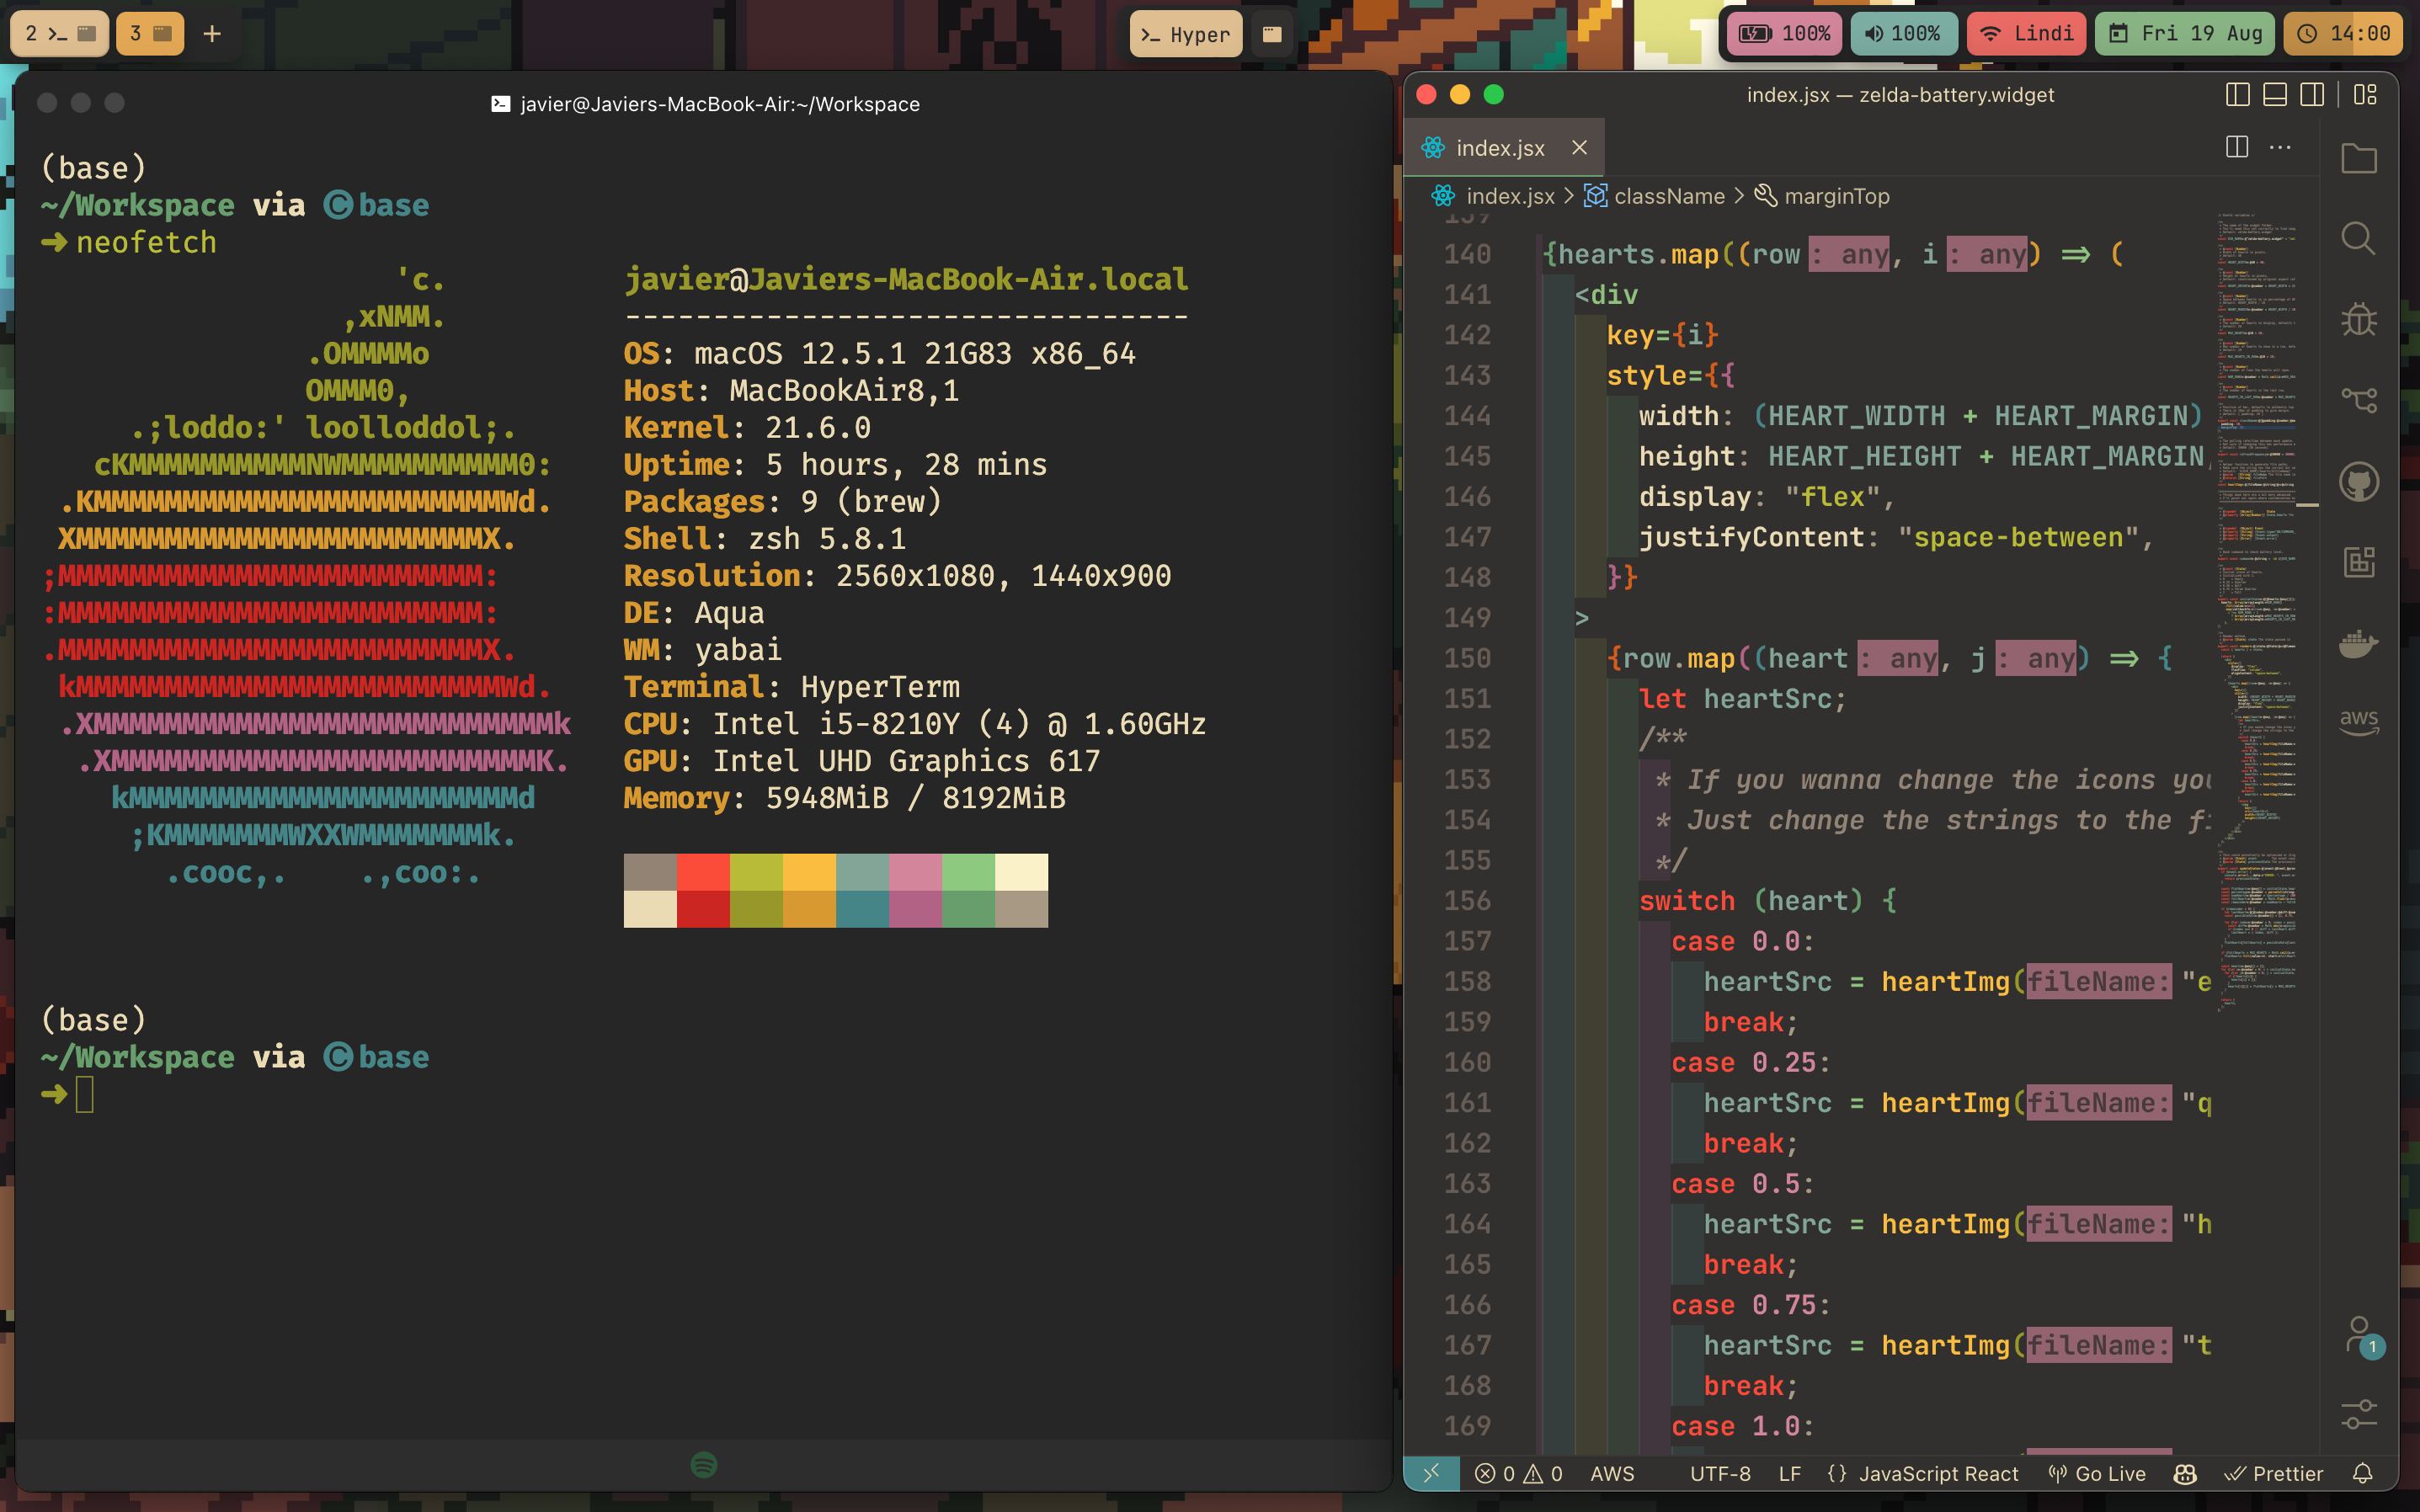 2
3
+
Hyper
100%
100%
Lindi
Fri 19 Aug
14:00
javier@Javiers-MacBook-Air:~/Workspace
(base)
~/Workspace via ©base
➜ neofetch
'c.
,xNMM.
.OMMMMo
OMMM0,
.;loddo:' loolloddol;.
cKMMMMMMMMMMNWMMMMMMMMMM0:
.KMMMMMMMMMMMMMMMMMMMMMMMWd.
XMMMMMMMMMMMMMMMMMMMMMMMX.
;MMMMMMMMMMMMMMMMMMMMMMMM:
:MMMMMMMMMMMMMMMMMMMMMMMM:
.MMMMMMMMMMMMMMMMMMMMMMMMX.
kMMMMMMMMMMMMMMMMMMMMMMMMWd.
.XMMMMMMMMMMMMMMMMMMMMMMMMMMk
.XMMMMMMMMMMMMMMMMMMMMMMMMK.
kMMMMMMMMMMMMMMMMMMMMMMd
;KMMMMMMMWXXWMMMMMMMk.
.cooc,. .,coo:.
javier@Javiers-MacBook-Air.local
--------------------------------
OS: macOS 12.5.1 21G83 x86_64
Host: MacBookAir8,1
Kernel: 21.6.0
Uptime: 5 hours, 28 mins
Packages: 9 (brew)
Shell: zsh 5.8.1
Resolution: 2560x1080, 1440x900
DE: Aqua
WM: yabai
Terminal: HyperTerm
CPU: Intel i5-8210Y (4) @ 1.60GHz
GPU: Intel UHD Graphics 617
Memory: 5948MiB / 8192MiB
(base)
~/Workspace via ©base
➜
index.jsx — zelda-battery.widget
index.jsx
index.jsx > className > marginTop
139
140 {hearts.map((row: any, i: any) => (
141 <div
142 key={i}
143 style={{
144 width: (HEART_WIDTH + HEART_MARGIN)
145 height: HEART_HEIGHT + HEART_MARGIN,
146 display: "flex",
147 justifyContent: "space-between",
148 }}
149 >
150 {row.map((heart: any, j: any) => {
151 let heartSrc;
152 /**
153 * If you wanna change the icons you
154 * Just change the strings to the f
155 */
156 switch (heart) {
157 case 0.0:
158 heartSrc = heartImg(fileName: "e
159 break;
160 case 0.25:
161 heartSrc = heartImg(fileName: "q
162 break;
163 case 0.5:
164 heartSrc = heartImg(fileName: "h
165 break;
166 case 0.75:
167 heartSrc = heartImg(fileName: "t
168 break;
169 case 1.0:
aws
1
0 0 AWS UTF-8 LF {} JavaScript React Go Live Prettier